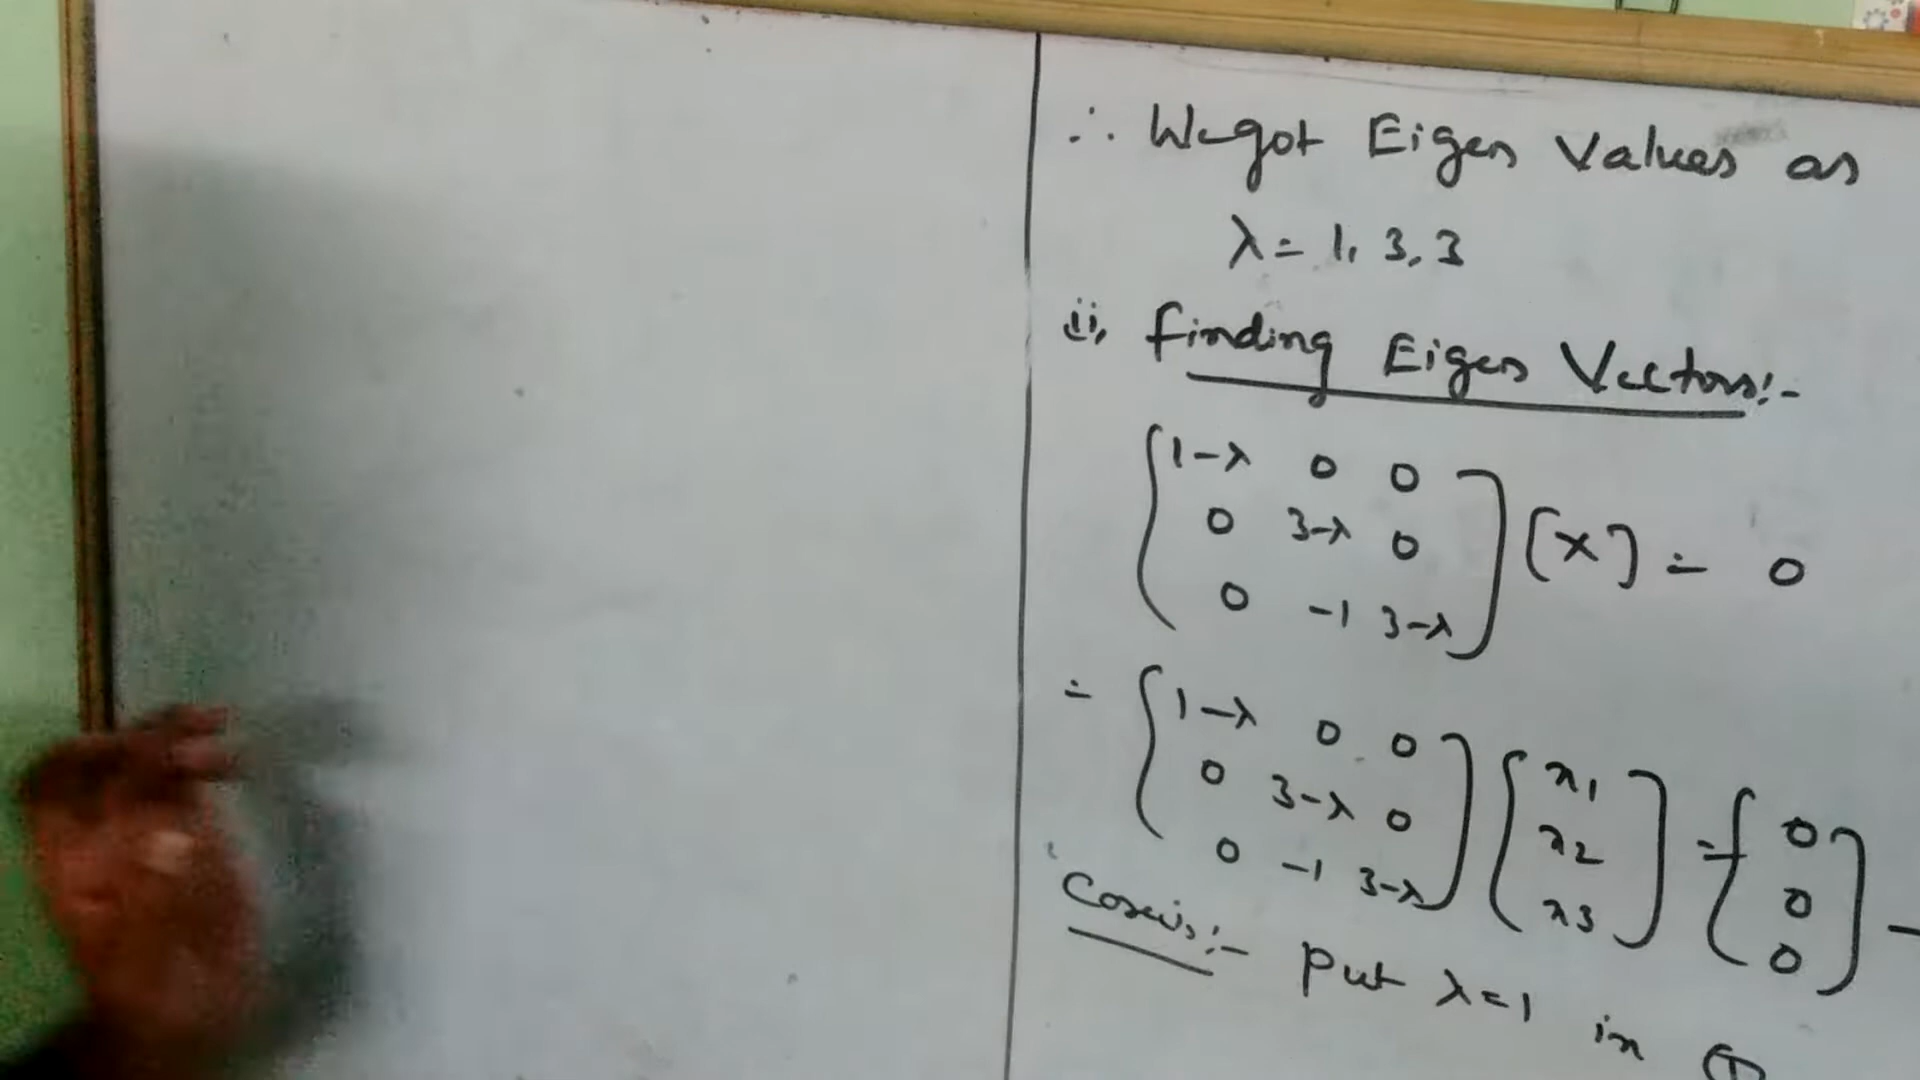 ∴ We got Eigen Values as
λ = 1, 3, 3
ii, Finding Eigen Vectors:-
[1-λ 0 0
0 3-λ 0
0 -1 3-λ] [x] = 0
= [1-λ 0 0
0 3-λ 0
0 -1 3-λ] [x1
x2
x3] = [0
0
0] -
Case i, :- Put λ=1 in ①